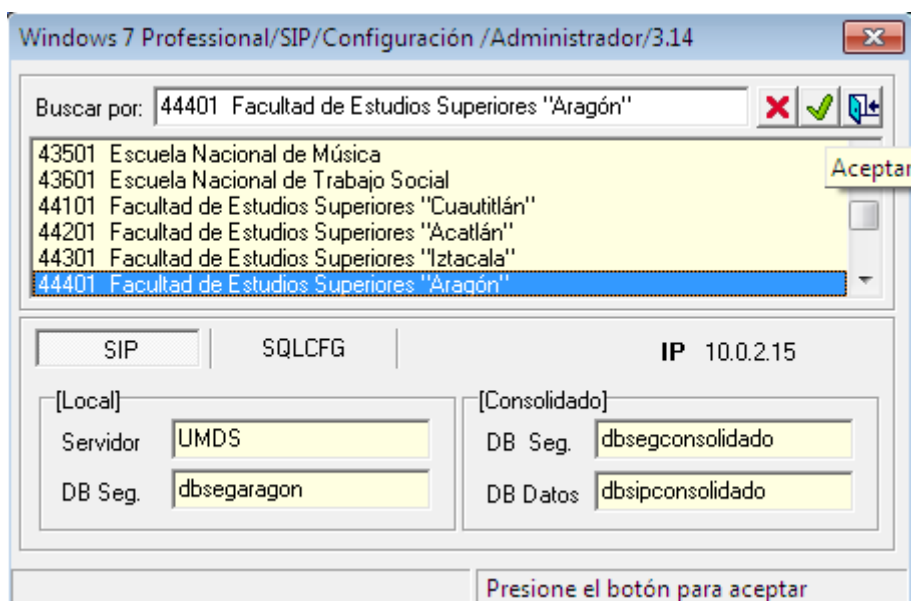 Windows 7 Professional/SIP/Configuración /Administrador/3.14
Buscar por: 44401 Facultad de Estudios Superiores "Aragón"
43501 Escuela Nacional de Música
Aceptar
43601 Escuela Nacional de Trabajo Social
44101 Facultad de Estudios Superiores "Cuautitlán"
44201 Facultad de Estudios Superiores "Acatlán"
44301 Facultad de Estudios Superiores "Iztacala"
44401 Facultad de Estudios Superiores "Aragón"
SIP SQLCFG IP 10.0.2.15
[Local] [Consolidado]
Servidor UMDS DB Seg. dbsegconsolidado
DB Seg. dbsegaragon DB Datos dbsipconsolidado
Presione el botón para aceptar